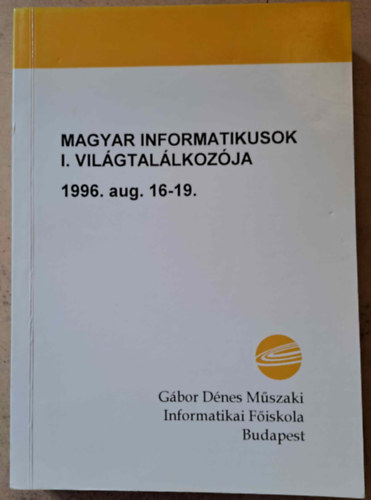 MAGYAR INFORMATIKUSOK
I. VILÁGTALÁLKOZÓJA
1996. aug. 16-19.
Gábor Dénes Műszaki
Informatikai Főiskola
Budapest